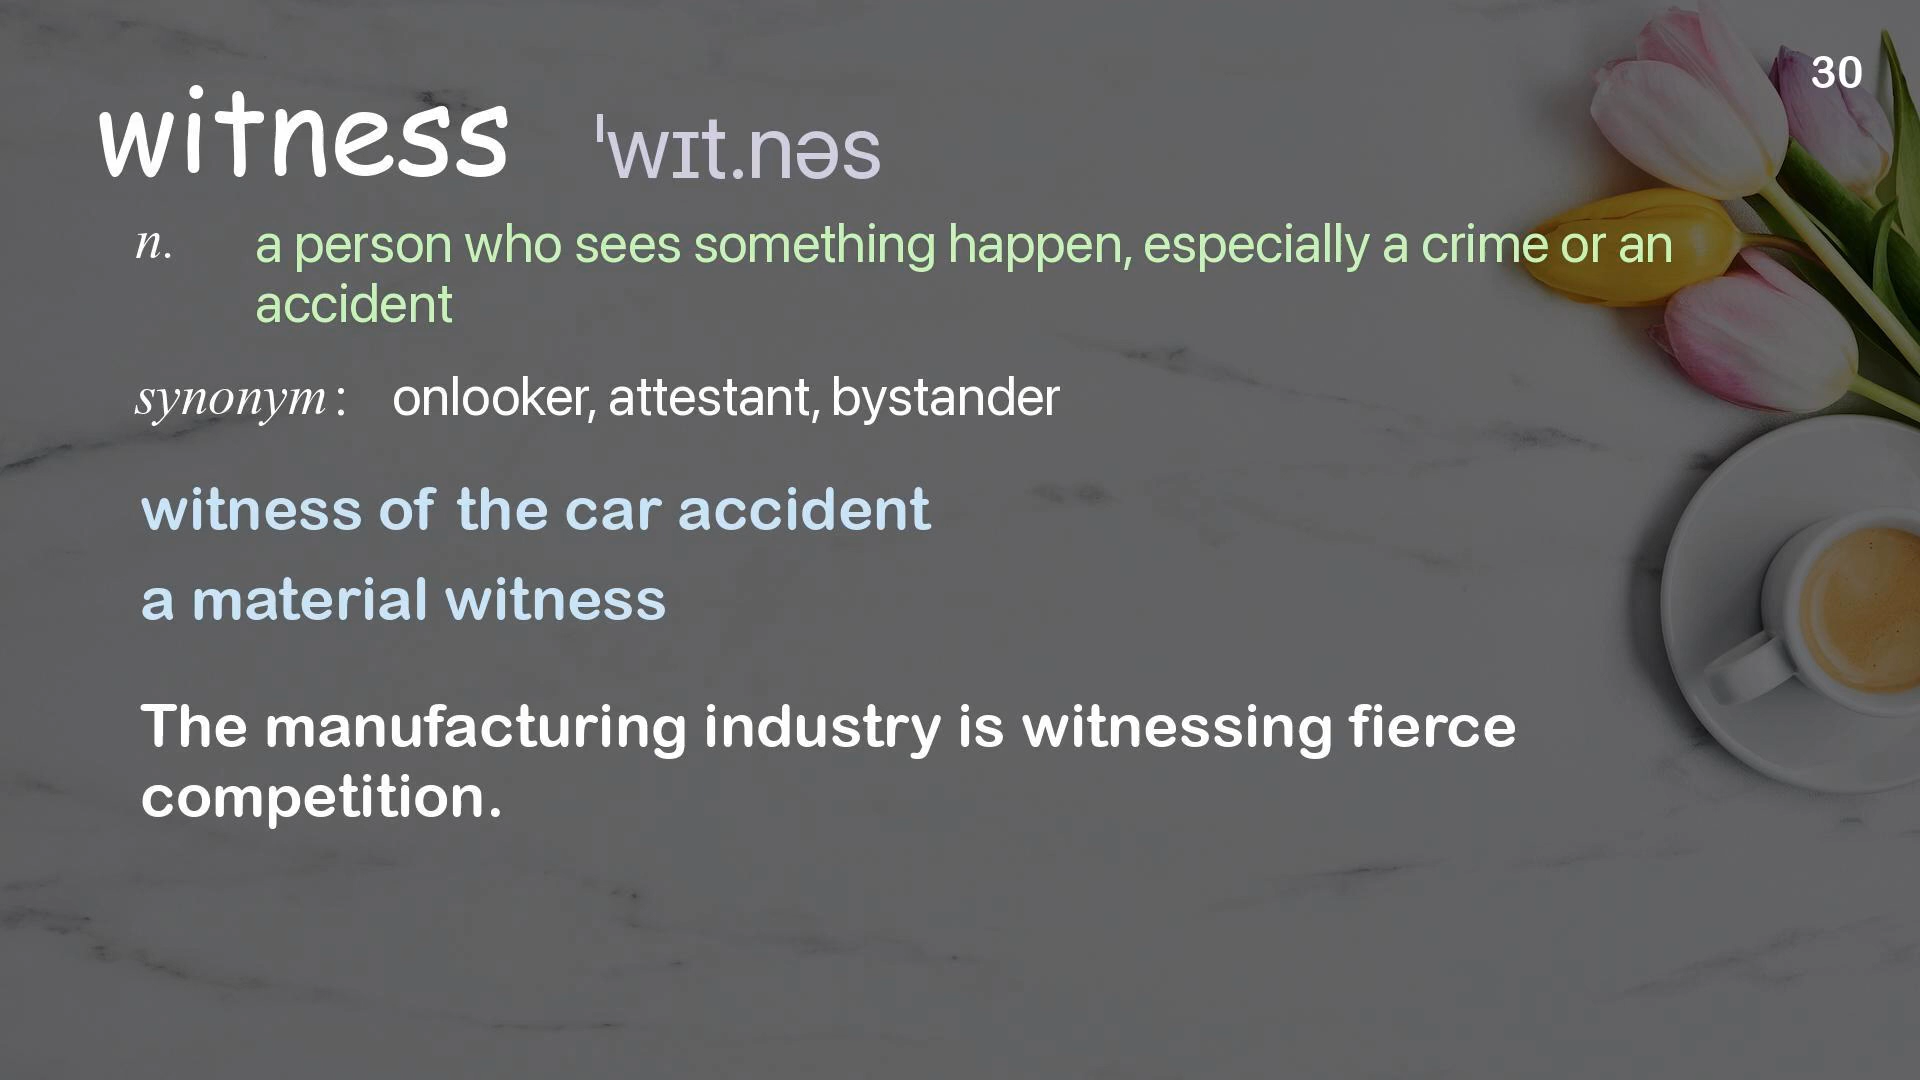 30
witness ˈwɪt.nəs
n. a person who sees something happen, especially a crime or an
accident
synonym: onlooker, attestant, bystander
witness of the car accident
a material witness
The manufacturing industry is witnessing fierce
competition.